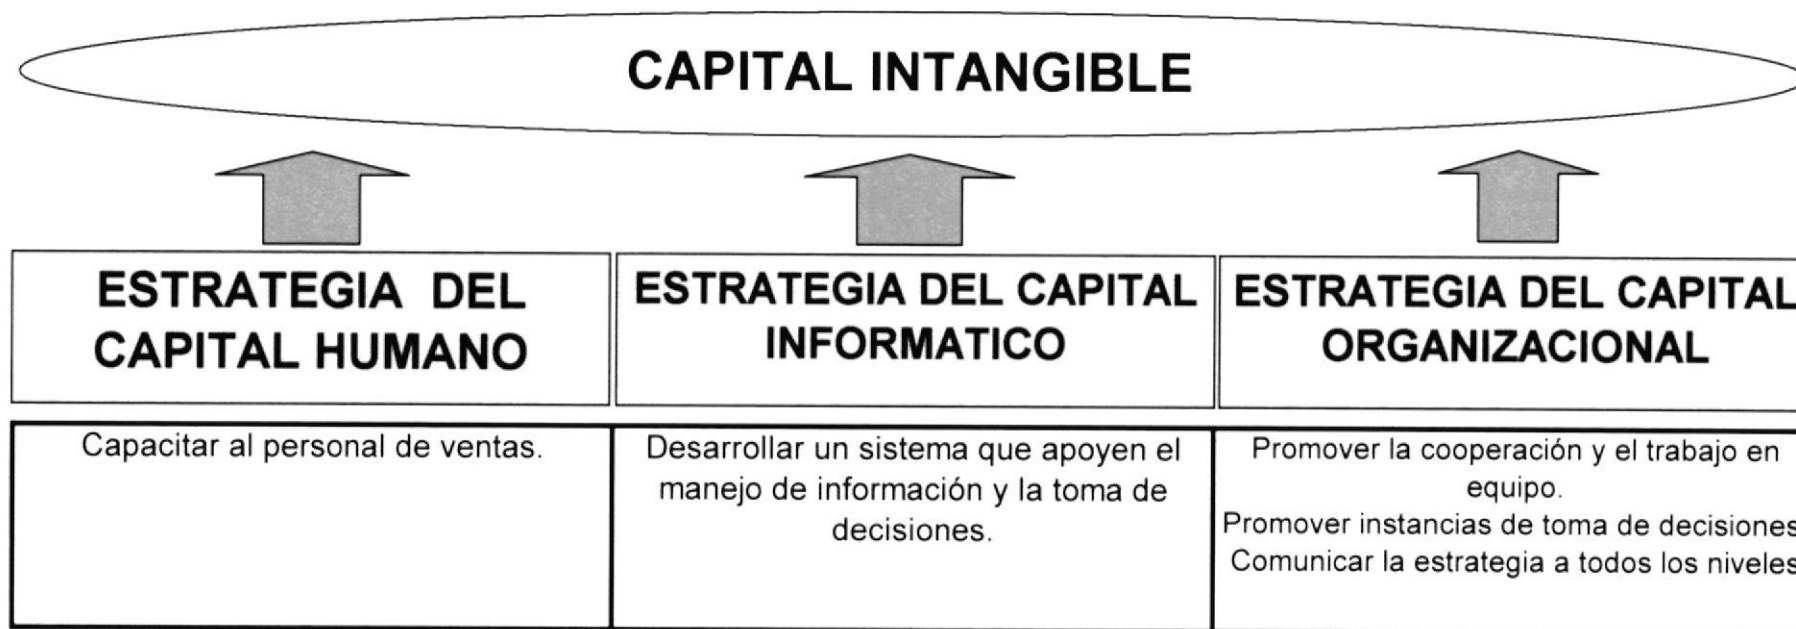 CAPITAL INTANGIBLE
ESTRATEGIA DEL
CAPITAL HUMANO
ESTRATEGIA DEL CAPITAL
INFORMATICO
ESTRATEGIA DEL CAPITAL
ORGANIZACIONAL
Capacitar al personal de ventas.
Desarrollar un sistema que apoyen el
manejo de información y la toma de
decisiones.
Promover la cooperación y el trabajo en
equipo.
Promover instancias de toma de decisiones
Comunicar la estrategia a todos los niveles